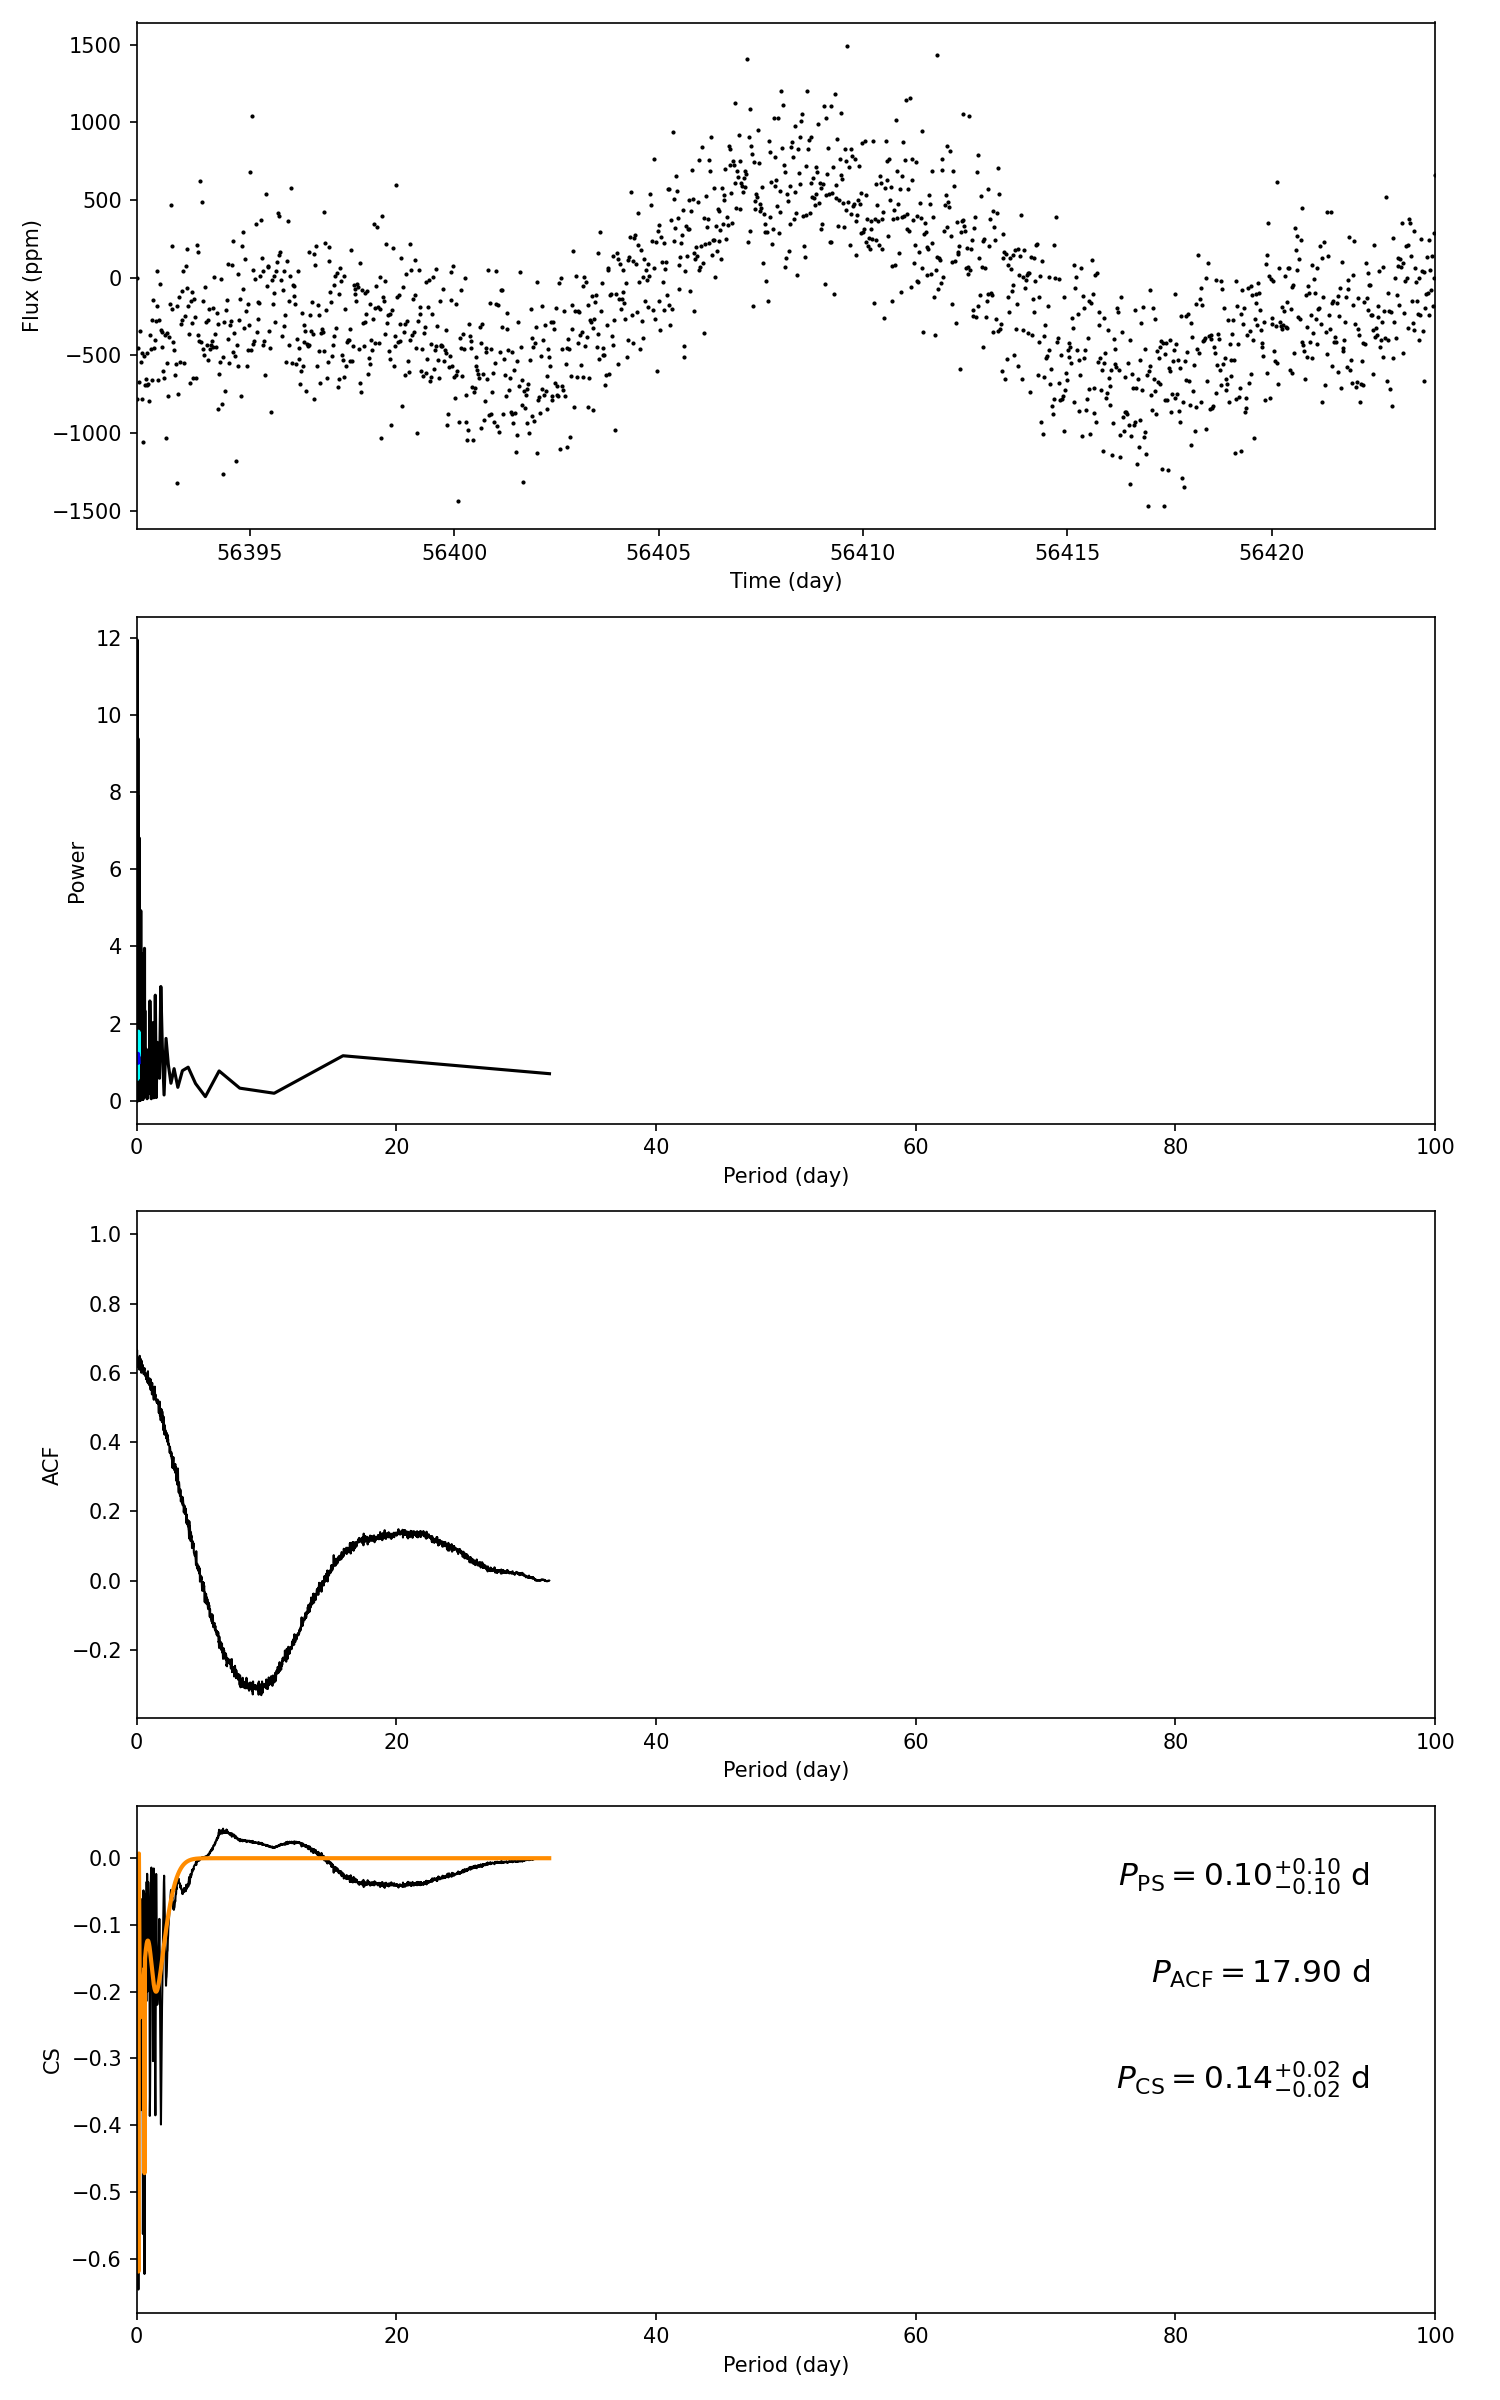 1500
1000
500
0
−500
−1000
−1500
Flux (ppm)
56395 56400 56405 56410 56415 56420
Time (day)
12
10
8
6
4
2
0
Power
0 20 40 60 80 100
Period (day)
1.0
0.8
0.6
0.4
0.2
0.0
−0.2
ACF
0 20 40 60 80 100
Period (day)
0.0
−0.1
−0.2
−0.3
−0.4
−0.5
−0.6
CS
P_PS = 0.10^{+0.10}_{−0.10} d
P_ACF = 17.90 d
P_CS = 0.14^{+0.02}_{−0.02} d
0 20 40 60 80 100
Period (day)